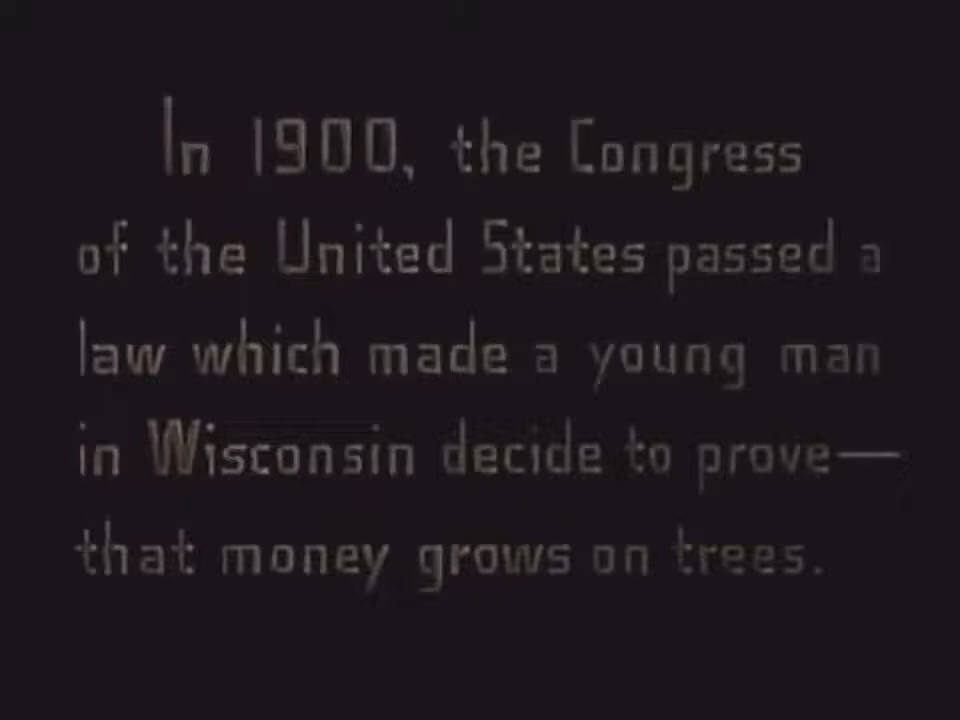 In 1900, the Congress
of the United States passed a
law which made a young man
in Wisconsin decide to prove—
that money grows on trees.